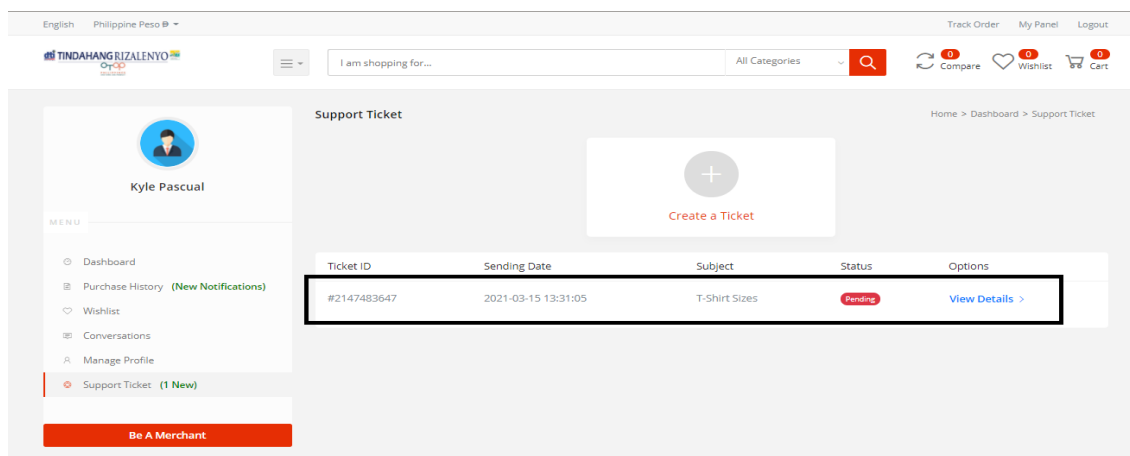 English Philippine Peso ₱
Track Order My Panel Logout
dti TINDAHANG RIZALENYO
OTOP
I am shopping for...
All Categories
0 Compare
0 Wishlist
0 Cart
Support Ticket
Home > Dashboard > Support Ticket
Kyle Pascual
Create a Ticket
MENU
Dashboard
Purchase History (New Notifications)
Wishlist
Conversations
Manage Profile
Support Ticket (1 New)
Be A Merchant
Ticket ID Sending Date Subject Status Options
#2147483647 2021-03-15 13:31:05 T-Shirt Sizes Pending View Details >